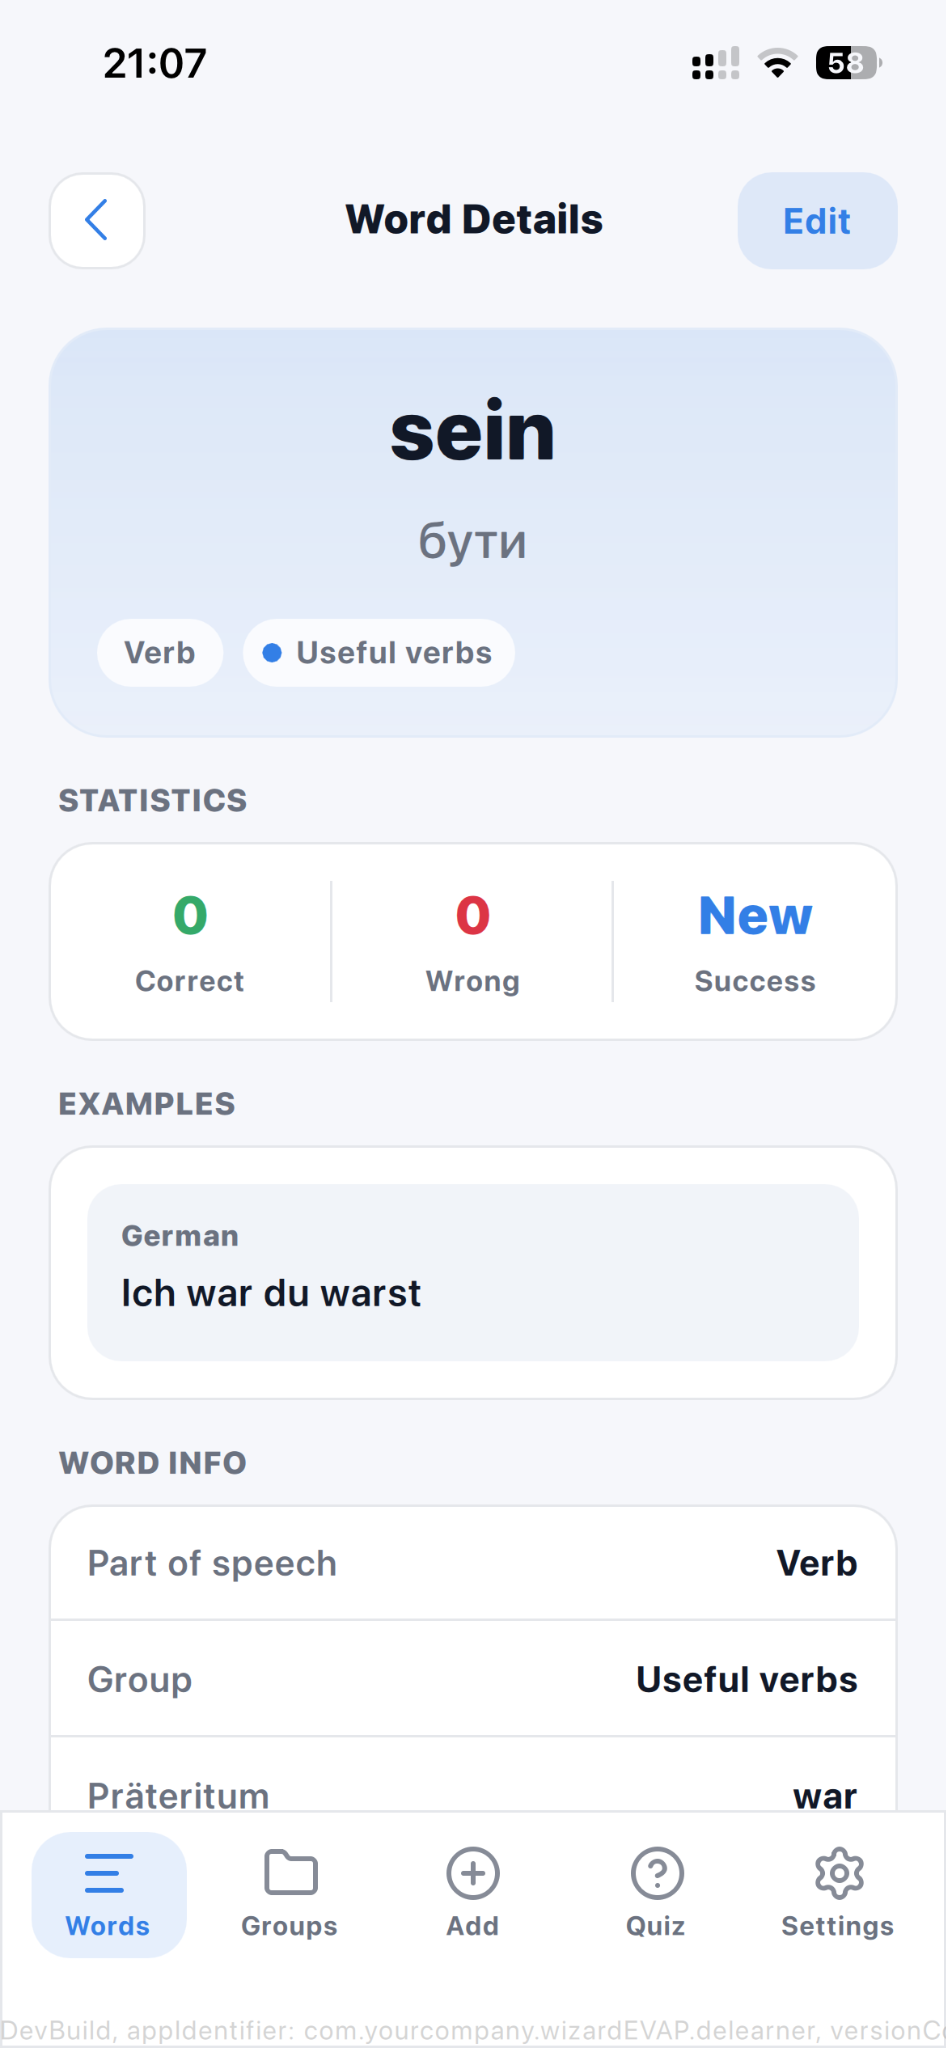 21:07
58
Word Details
Edit
sein
бути
Verb
Useful verbs
STATISTICS
0
0
New
Correct
Wrong
Success
EXAMPLES
German
Ich war du warst
WORD INFO
Part of speech
Verb
Group
Useful verbs
Präteritum
war
Words
Groups
Add
Quiz
Settings
DevBuild, appIdentifier: com.yourcompany.wizardEVAP.delearner, versionCo